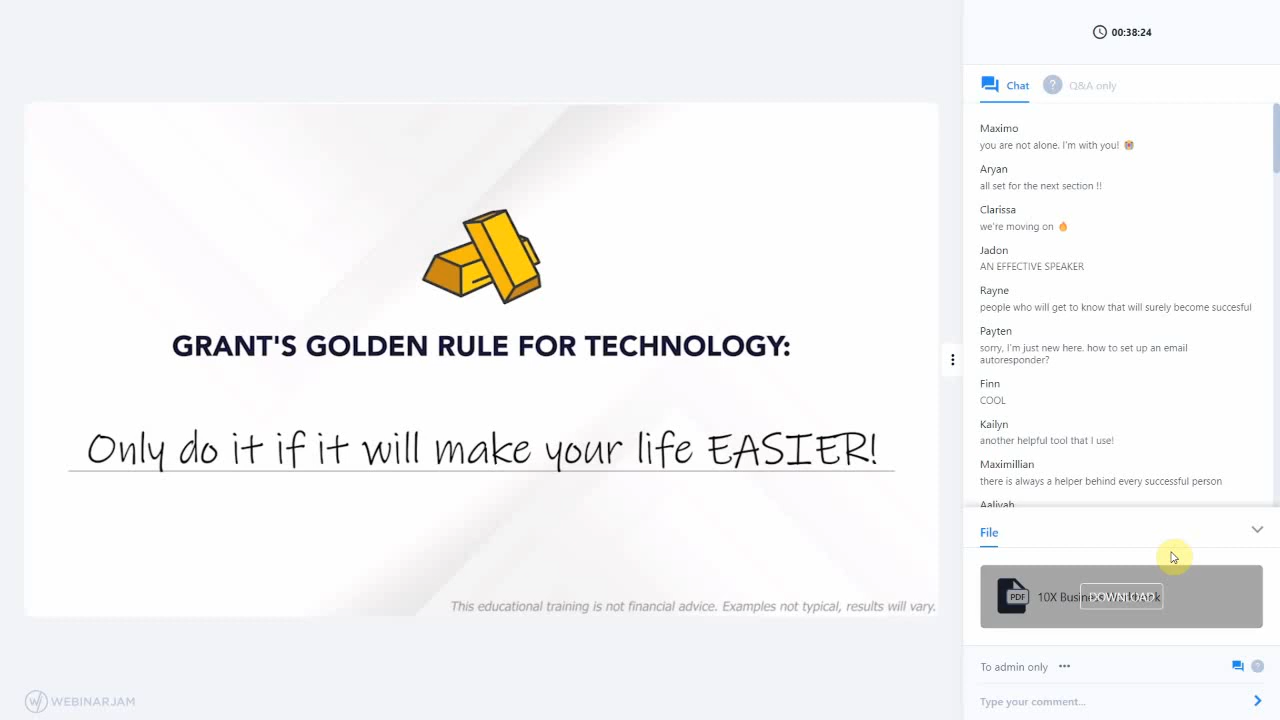 00:38:24
Chat
? Q&A only
Maximo
you are not alone. I'm with you!
Aryan
all set for the next section !!
Clarissa
we're moving on
Jadon
AN EFFECTIVE SPEAKER
Rayne
people who will get to know that will surely become succesful
Payten
sorry, I'm just new here. how to set up an email
autoresponder?
Finn
COOL
Kailyn
another helpful tool that I use!
Maximillian
there is always a helper behind every successful person
Aaliyah
GRANT'S GOLDEN RULE FOR TECHNOLOGY:
Only do it if it will make your life EASIER!
This educational training is not financial advice. Examples not typical, results will vary.
File
PDF
10X
DOWNLOAD
To admin only
?
Type your comment...
WEBINARJAM